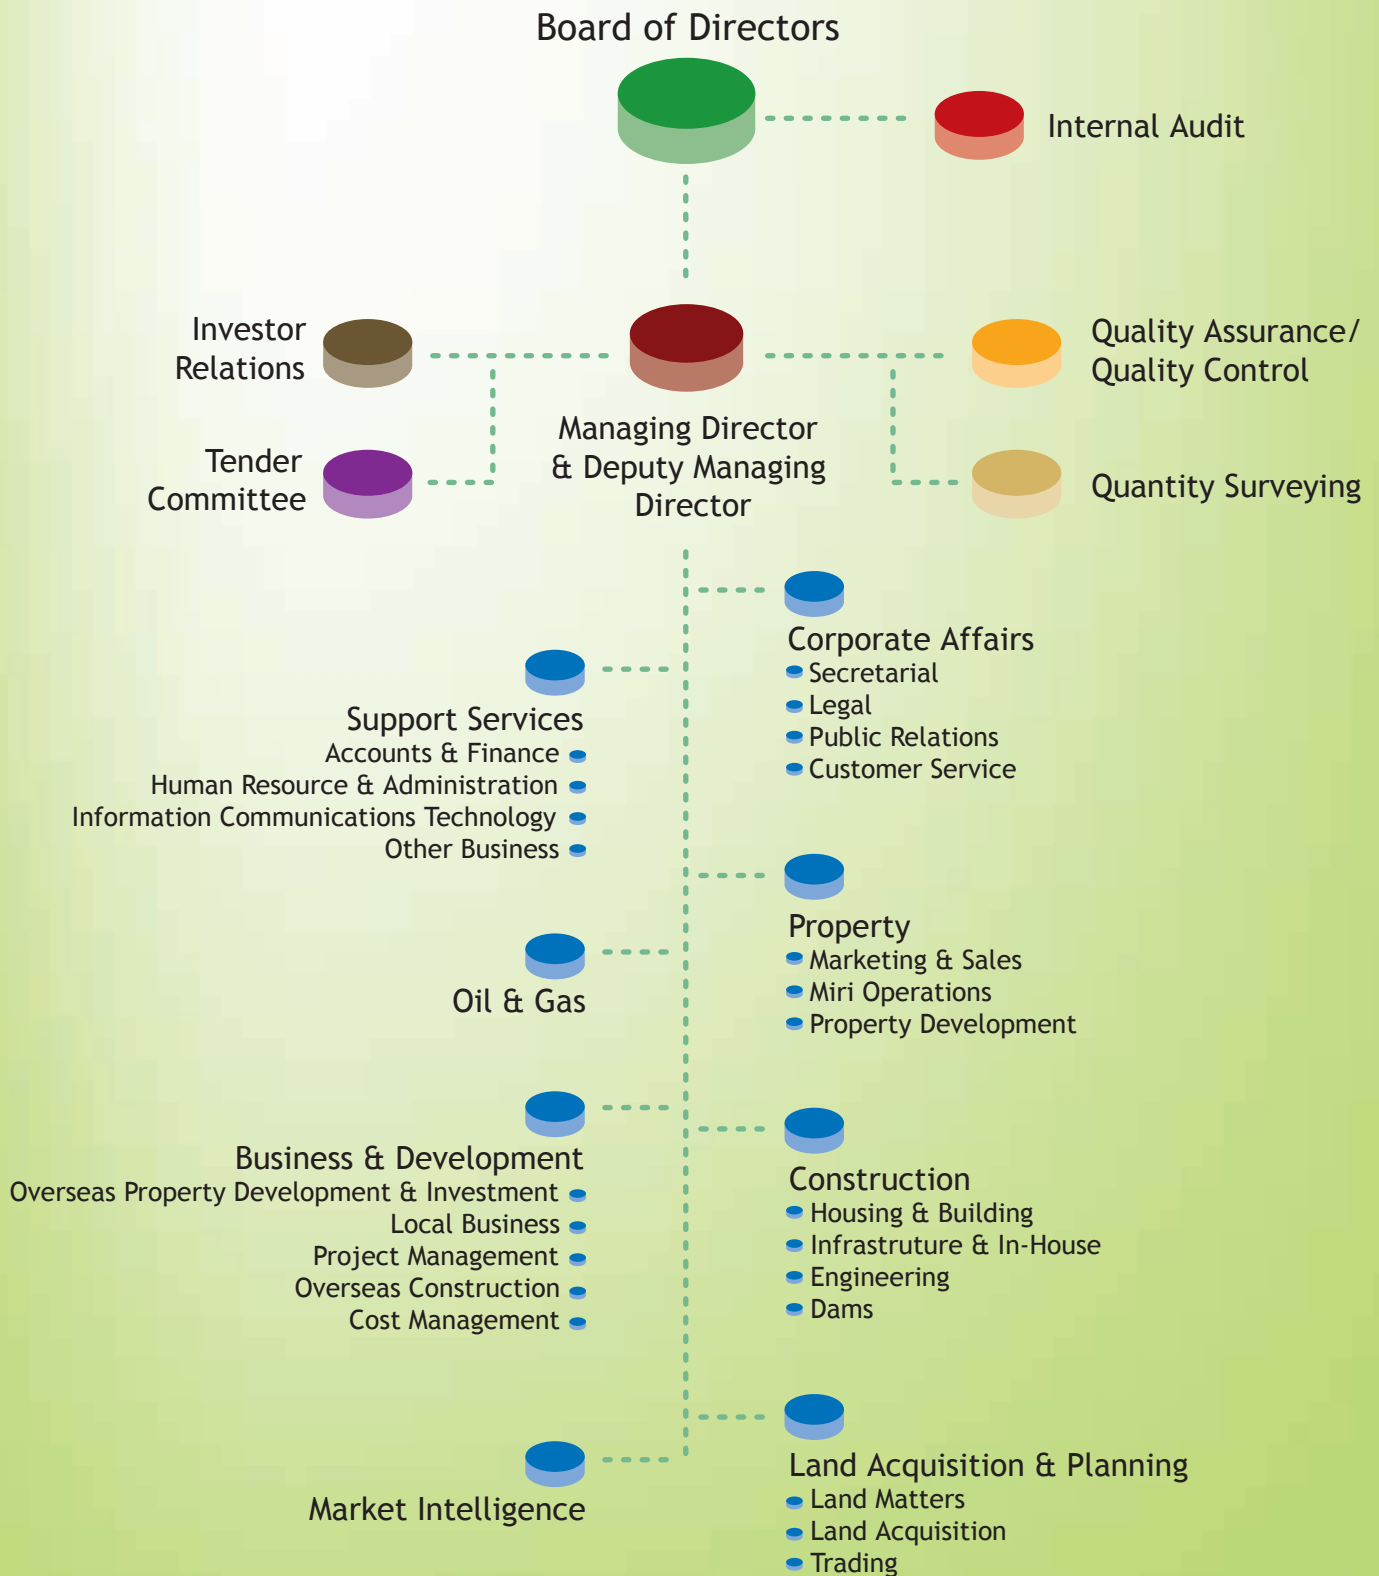 Board of Directors
Internal Audit
Investor
Relations
Quality Assurance/
Quality Control
Managing Director
& Deputy Managing
Director
Tender
Committee
Quantity Surveying
Corporate Affairs
Secretarial
Legal
Public Relations
Customer Service
Support Services
Accounts & Finance
Human Resource & Administration
Information Communications Technology
Other Business
Property
Marketing & Sales
Miri Operations
Property Development
Oil & Gas
Business & Development
Overseas Property Development & Investment
Local Business
Project Management
Overseas Construction
Cost Management
Construction
Housing & Building
Infrastruture & In-House
Engineering
Dams
Land Acquisition & Planning
Land Matters
Land Acquisition
Trading
Market Intelligence